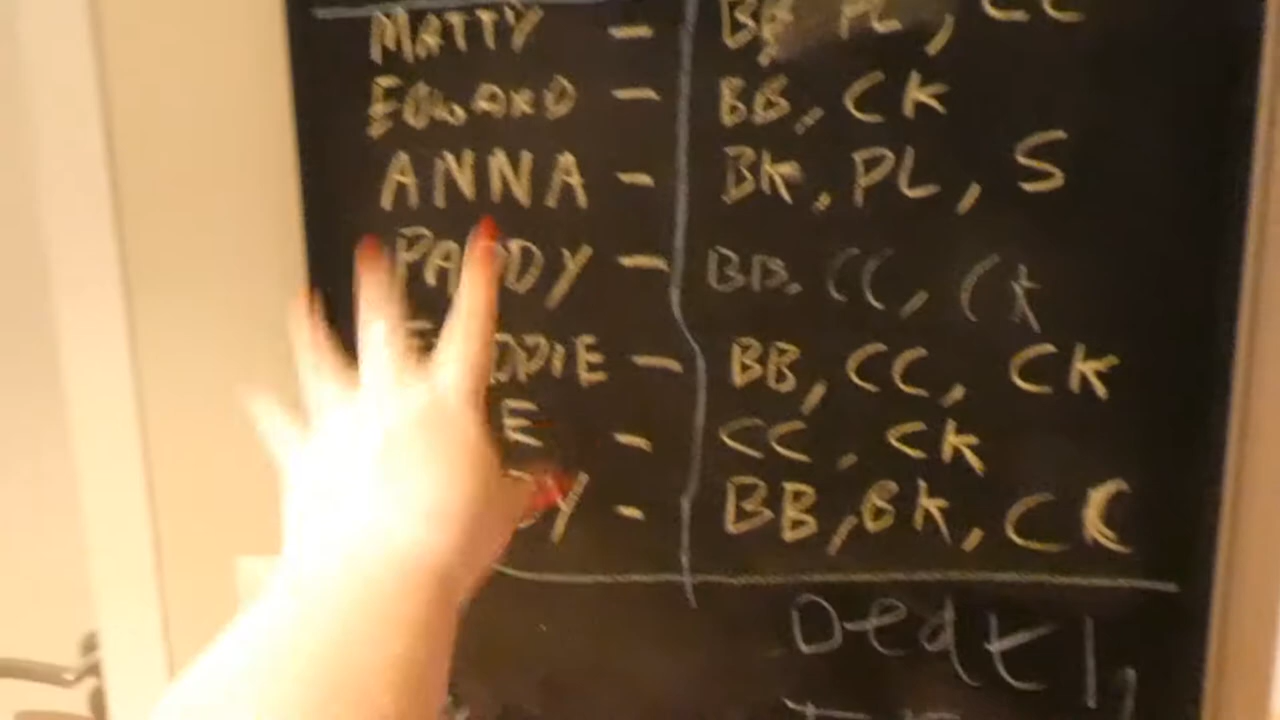 MATTY - BB, PL, CC
EDWARD - BB, CK
ANNA - BK, PL, S
PADDY - BB, CC, CK
FREDDIE - BB, CC, CK
E - CC, CK
Y - BB, BK, CC